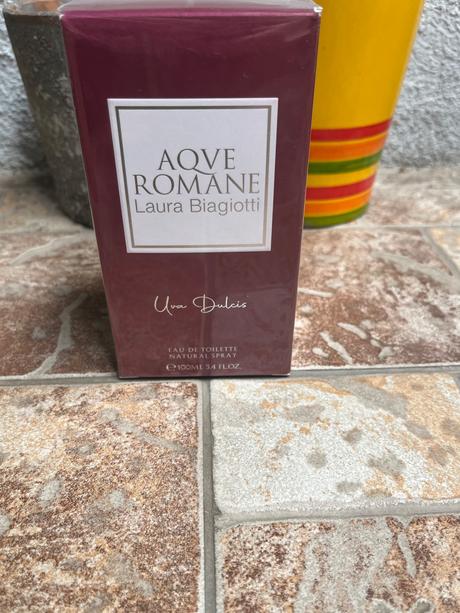 AQVE
ROMANE
Laura Biagiotti
Uva Dulcis
EAU DE TOILETTE
NATURAL SPRAY
℮100ML 3.4 FL.OZ.